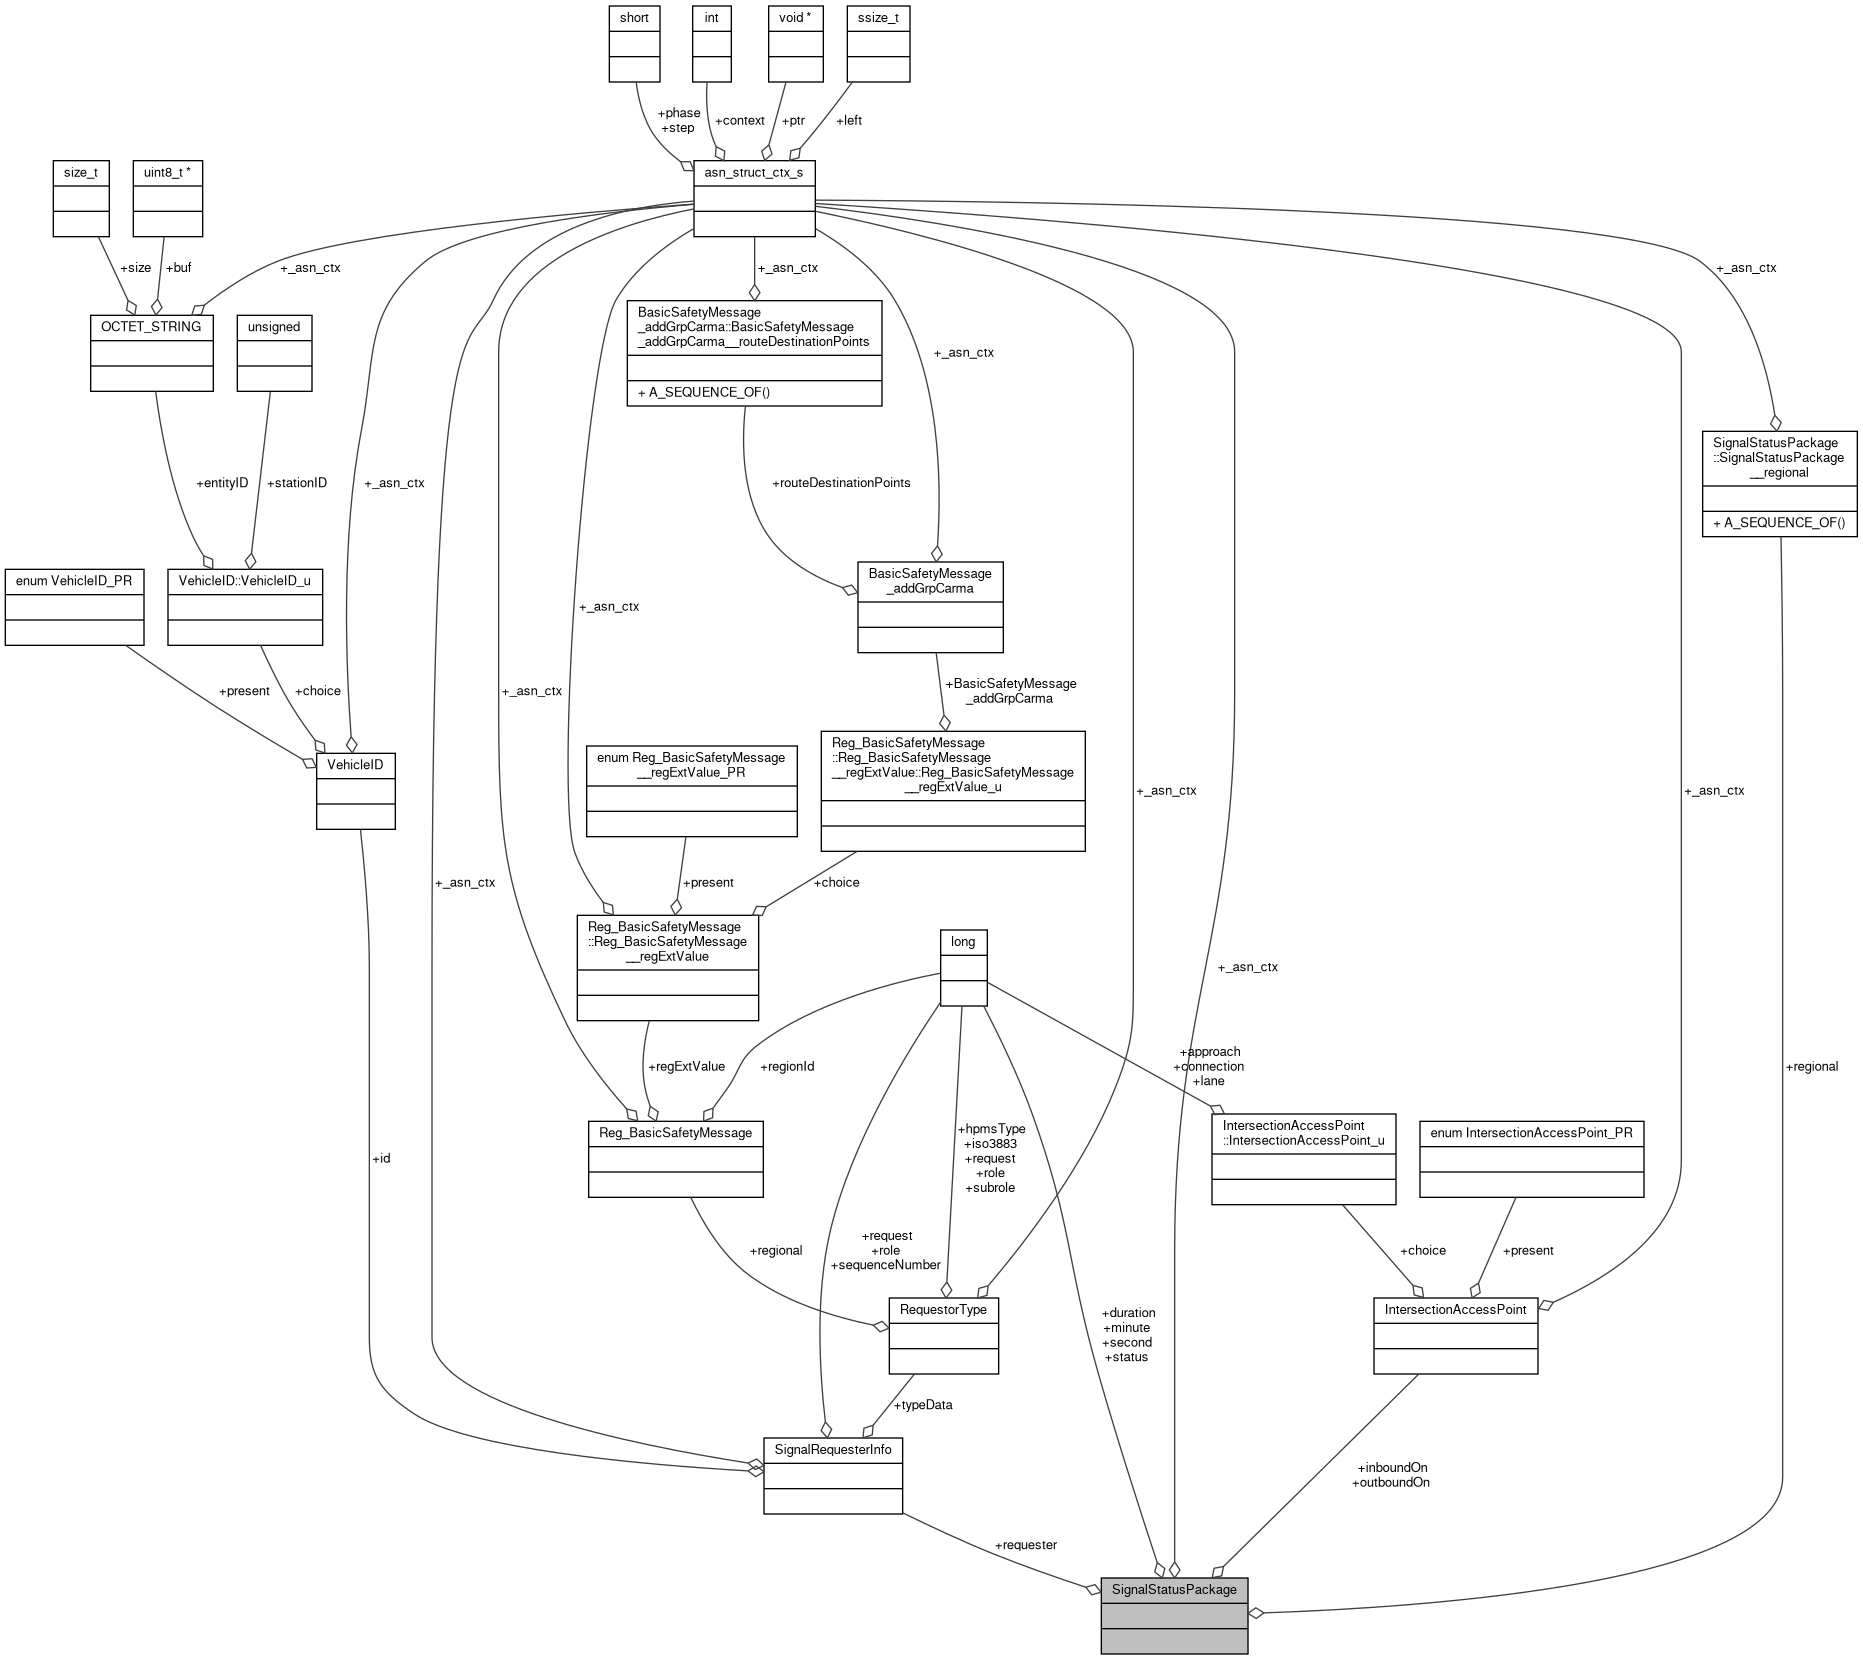 short
int
void *
ssize_t
+phase
+step
+context
+ptr
+left
size_t
uint8_t *
asn_struct_ctx_s
+size
+buf
+_asn_ctx
+_asn_ctx
+_asn_ctx
OCTET_STRING
unsigned
BasicSafetyMessage
_addGrpCarma::BasicSafetyMessage
_addGrpCarma__routeDestinationPoints
+ A_SEQUENCE_OF()
+_asn_ctx
SignalStatusPackage
::SignalStatusPackage
__regional
+ A_SEQUENCE_OF()
+entityID
+stationID
+_asn_ctx
+routeDestinationPoints
enum VehicleID_PR
VehicleID::VehicleID_u
BasicSafetyMessage
_addGrpCarma
+_asn_ctx
+present
+choice
+_asn_ctx
+BasicSafetyMessage
_addGrpCarma
VehicleID
enum Reg_BasicSafetyMessage
__regExtValue_PR
Reg_BasicSafetyMessage
::Reg_BasicSafetyMessage
__regExtValue::Reg_BasicSafetyMessage
__regExtValue_u
+_asn_ctx
+_asn_ctx
+_asn_ctx
+present
+choice
Reg_BasicSafetyMessage
::Reg_BasicSafetyMessage
__regExtValue
long
+_asn_ctx
+regExtValue
+regionId
+approach
+connection
+lane
+regional
Reg_BasicSafetyMessage
+hpmsType
+iso3883
+request
+role
+subrole
IntersectionAccessPoint
::IntersectionAccessPoint_u
enum IntersectionAccessPoint_PR
+id
+regional
+request
+role
+sequenceNumber
+choice
+present
RequestorType
+duration
+minute
+second
+status
IntersectionAccessPoint
+typeData
SignalRequesterInfo
+inboundOn
+outboundOn
+requester
SignalStatusPackage